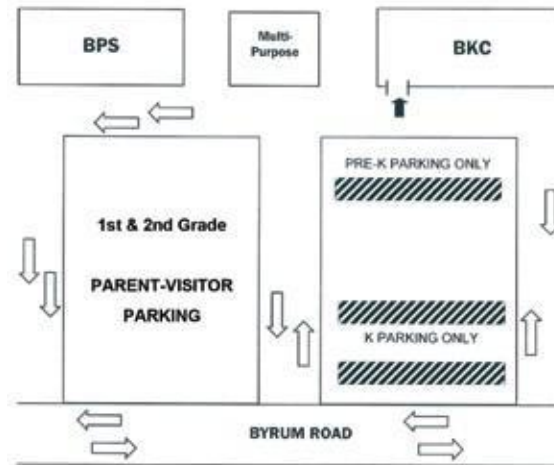 BPS
Multi-
Purpose
BKC
PRE-K PARKING ONLY
1st & 2nd Grade
PARENT-VISITOR
PARKING
K PARKING ONLY
BYRUM ROAD